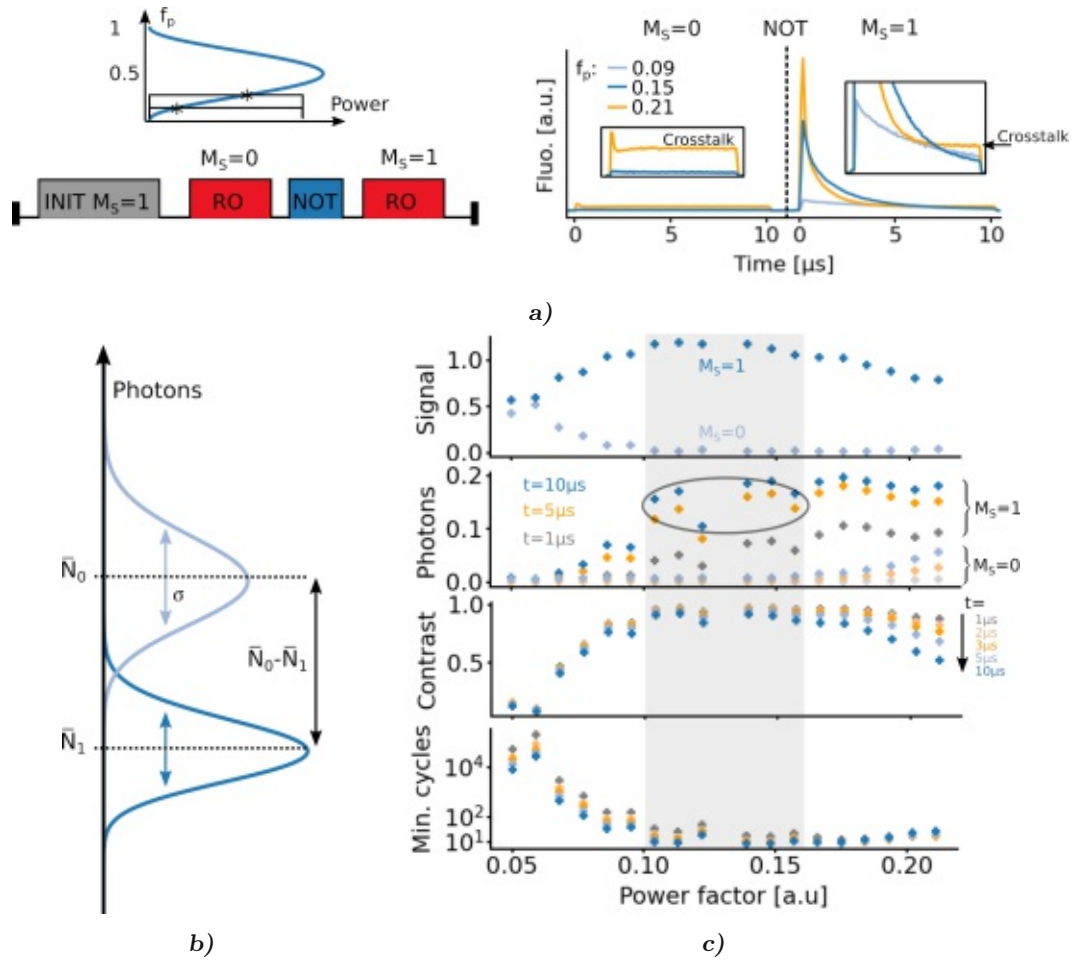 f_p
1
0.5
Power
M_S=0
M_S=1
INIT M_S=1
RO
NOT
RO
M_S=0
NOT
M_S=1
f_p:
0.09
0.15
0.21
Crosstalk
Crosstalk
Fluo. [a.u.]
0
5
10
0
5
10
Time [µs]
a)
Photons
N̅_0
σ
N̅_0-N̅_1
N̅_1
b)
Signal
1.0
0.5
0.0
M_S=1
M_S=0
Photons
0.2
0.1
0.0
t=10µs
t=5µs
t=1µs
M_S=1
M_S=0
Contrast
1.0
0.5
t=
1µs
2µs
3µs
5µs
10µs
Min. cycles
10^4
10^2
10^1
0.05
0.10
0.15
0.20
Power factor [a.u]
c)